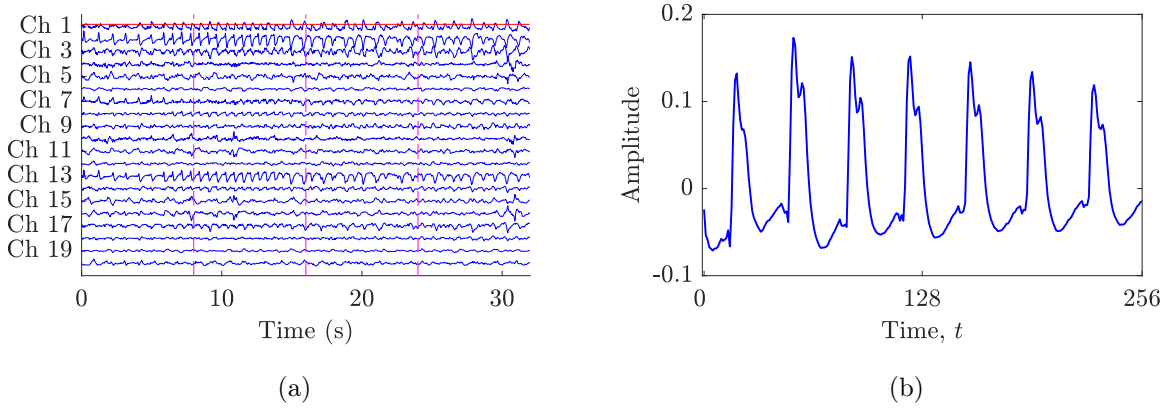 Ch 1
Ch 3
Ch 5
Ch 7
Ch 9
Ch 11
Ch 13
Ch 15
Ch 17
Ch 19
0 10 20 30
Time (s)
(a)
0.2
0.1
0
-0.1
Amplitude
0 128 256
Time, t
(b)